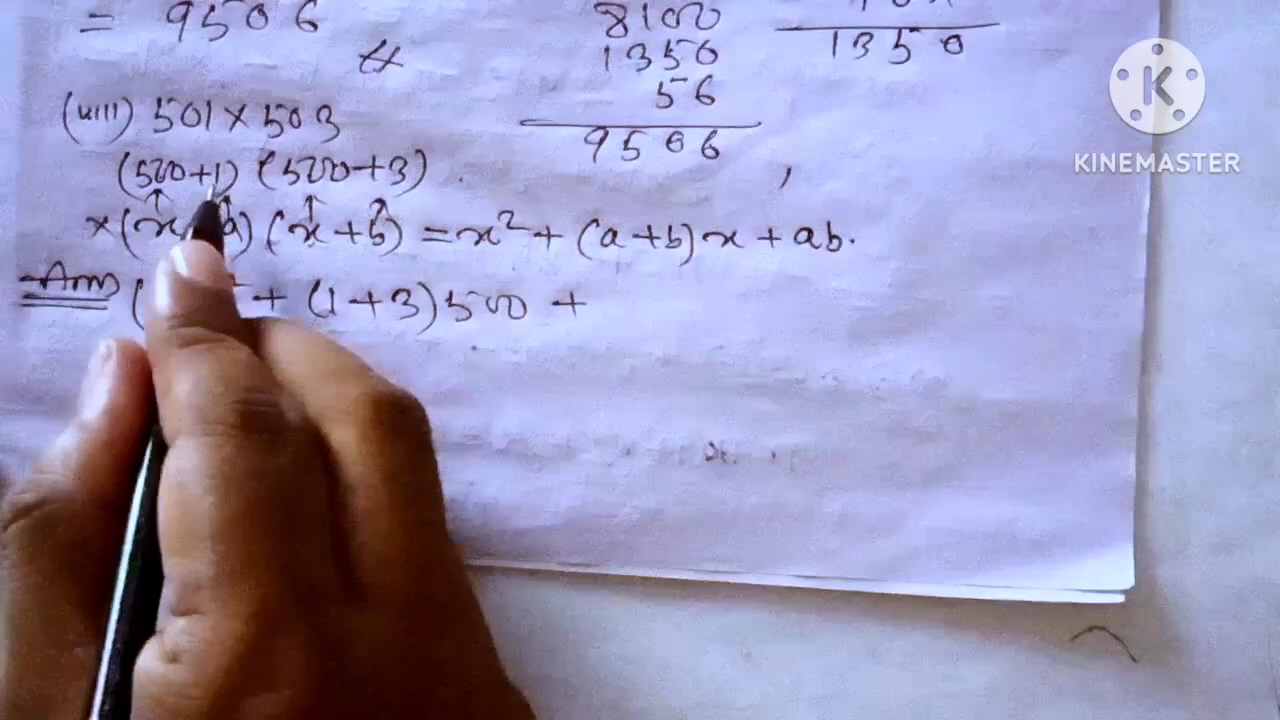 = 9506
8100
1350
1350
56
9506
(viii) 501 × 503
(500+1) (500+3)
×(x a) (x + b) = x² + (a+b)x + ab.
Ans ( + (1+3)500 +
K
KINEMASTER